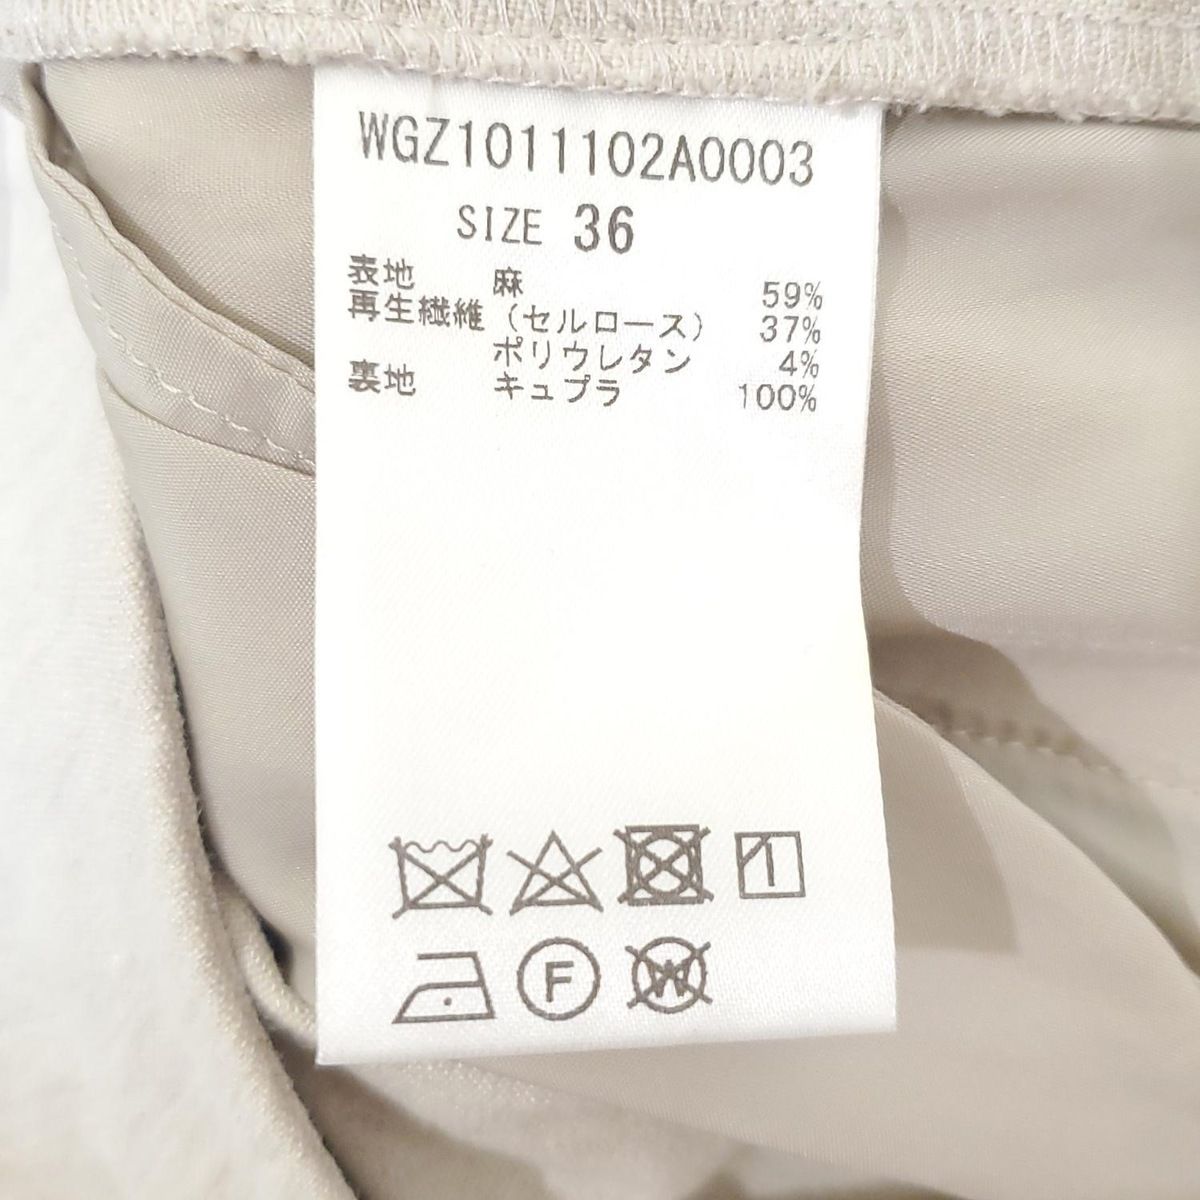 WGZ1011102A0003
SIZE 36
表地 麻 59%
再生繊維 (セルロース) 37%
ポリウレタン 4%
裏地 キュプラ 100%
F W